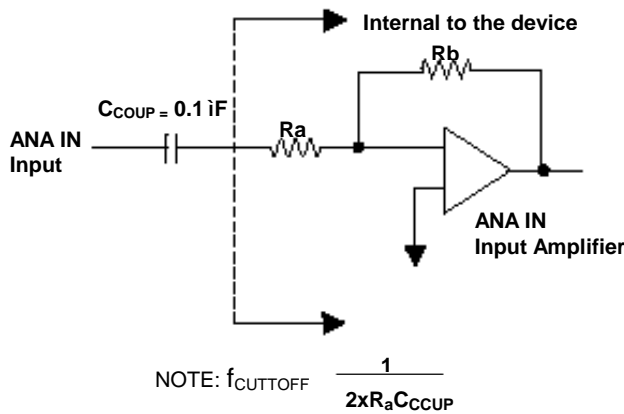 Internal to the device
Rb
CCOUP = 0.1 ìF
Ra
ANA IN
Input
ANA IN
Input Amplifier
NOTE: fCUTTOFF
1
2xRaCCCUP